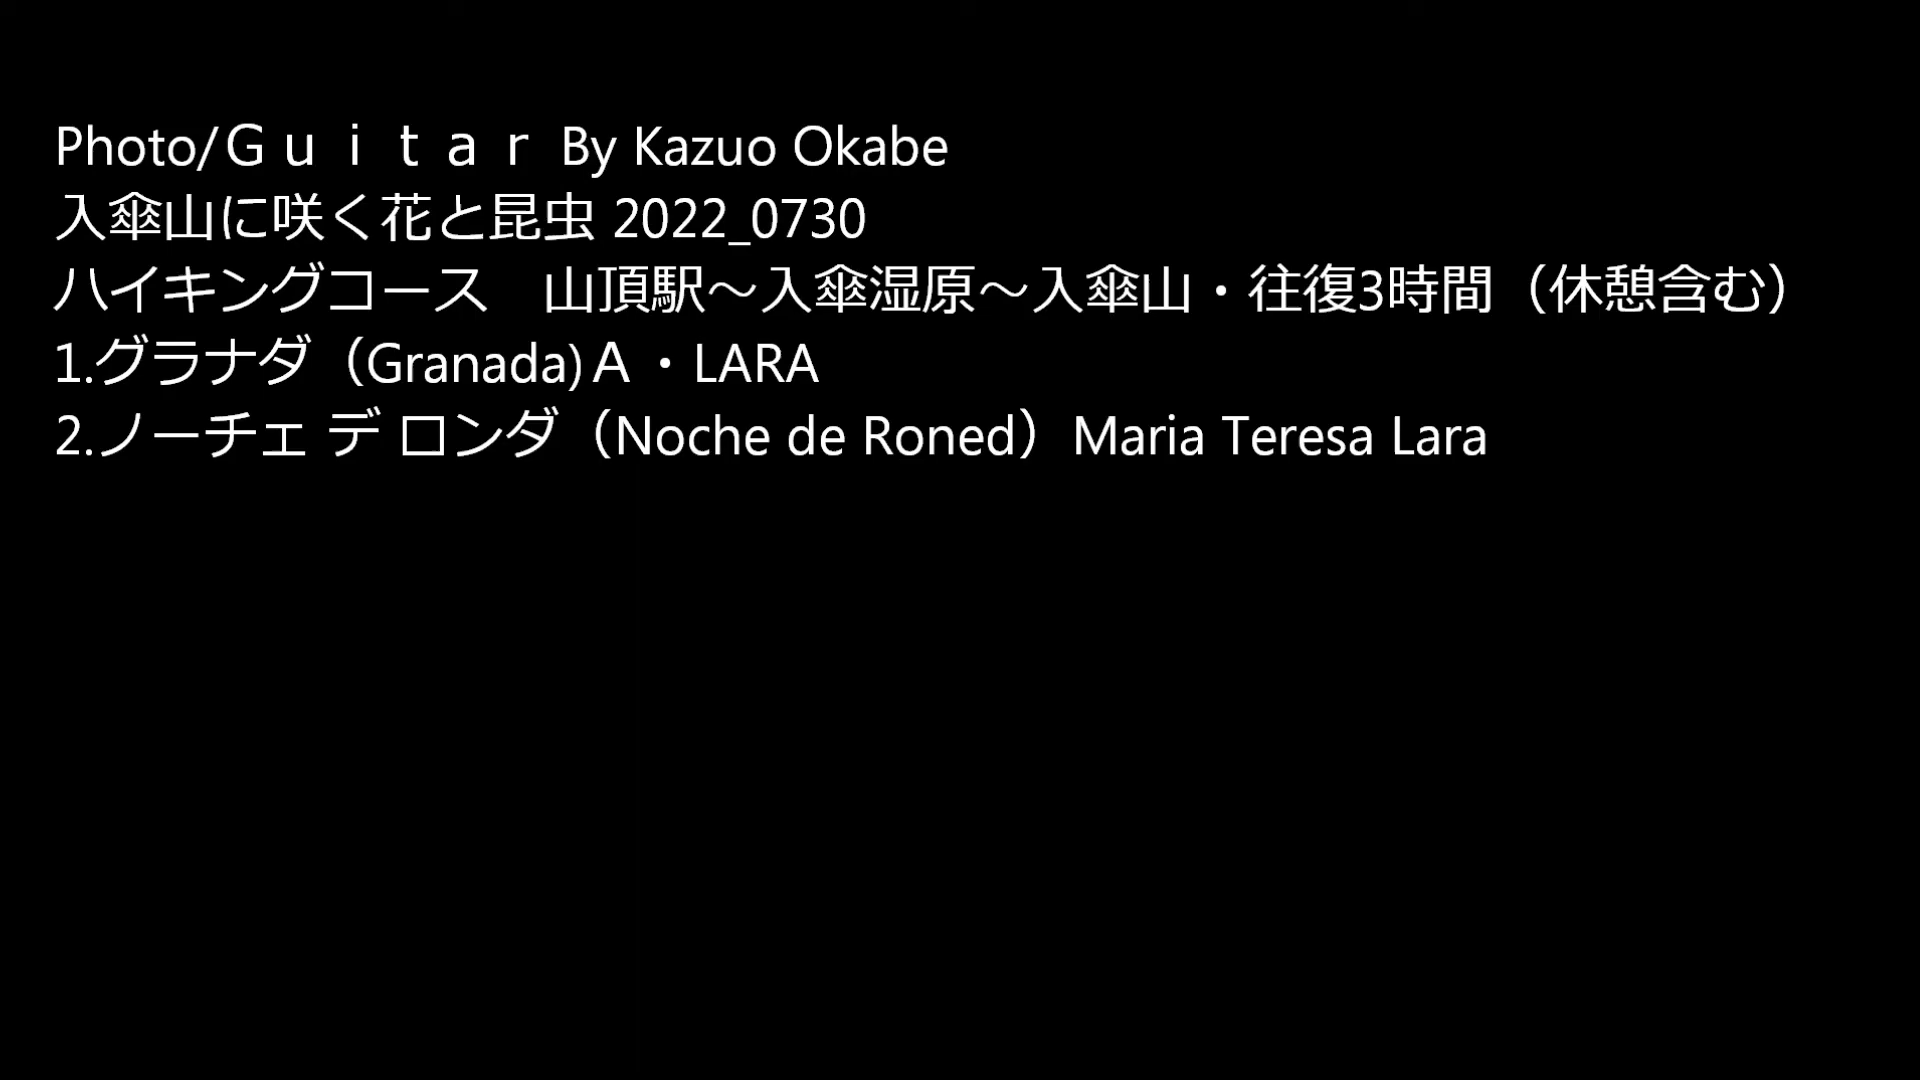 Photo/Ｇｕｉｔａｒ By Kazuo Okabe
入傘山に咲く花と昆虫 2022_0730
ハイキングコース　山頂駅～入傘湿原～入傘山・往復3時間（休憩含む）
1.グラナダ（Granada)Ａ・LARA
2.ノーチェ デ ロンダ（Noche de Roned）Maria Teresa Lara